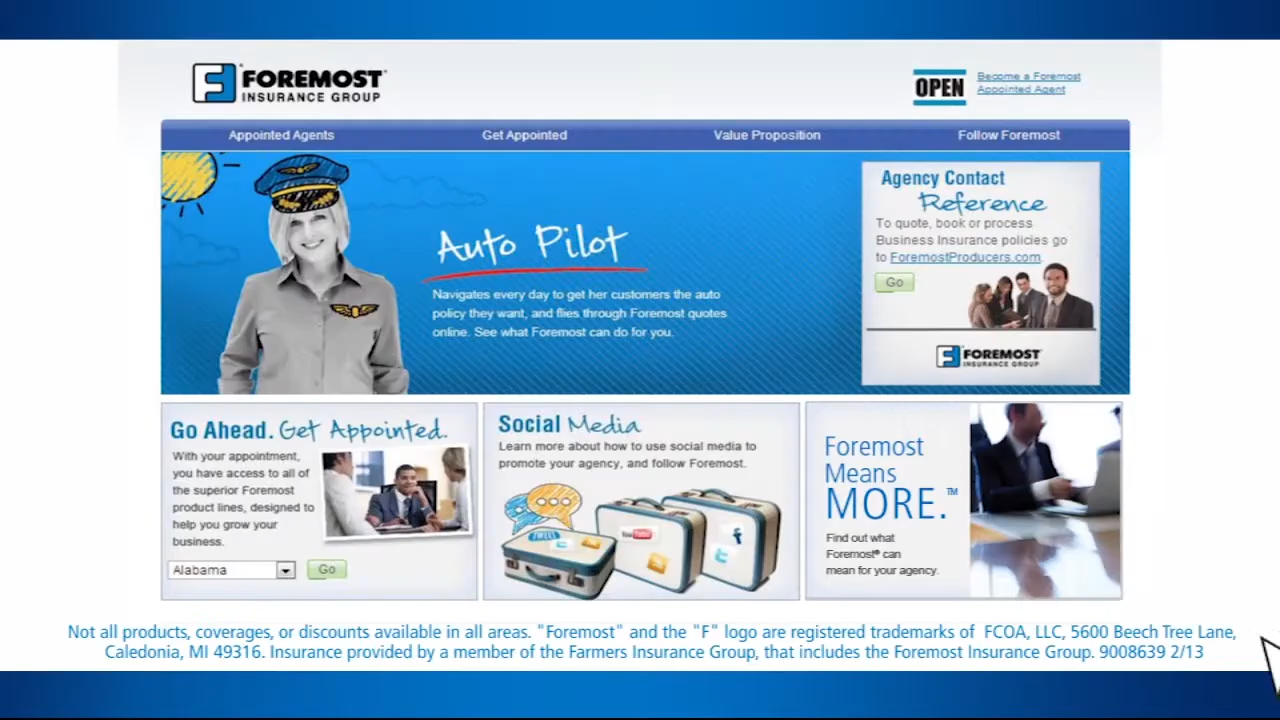 FOREMOST
INSURANCE GROUP
OPEN
Become a Foremost
Appointed Agent
Appointed Agents
Get Appointed
Value Proposition
Follow Foremost
Auto Pilot
Navigates every day to get her customers the auto
policy they want, and flies through Foremost quotes
online. See what Foremost can do for you.
Agency Contact
Reference
To quote, book or process
Business Insurance policies go
to ForemostProducers.com.
Go
FOREMOST
INSURANCE GROUP
Go Ahead. Get Appointed.
With your appointment,
you have access to all of
the superior Foremost
product lines, designed to
help you grow your
business.
Alabama
Go
Social Media
Learn more about how to use social media to
promote your agency, and follow Foremost.
TWEET
YouTube
Foremost
Means
MORE.™
Find out what
Foremost® can
mean for your agency.
Not all products, coverages, or discounts available in all areas. "Foremost" and the "F" logo are registered trademarks of FCOA, LLC, 5600 Beech Tree Lane,
Caledonia, MI 49316. Insurance provided by a member of the Farmers Insurance Group, that includes the Foremost Insurance Group. 9008639 2/13